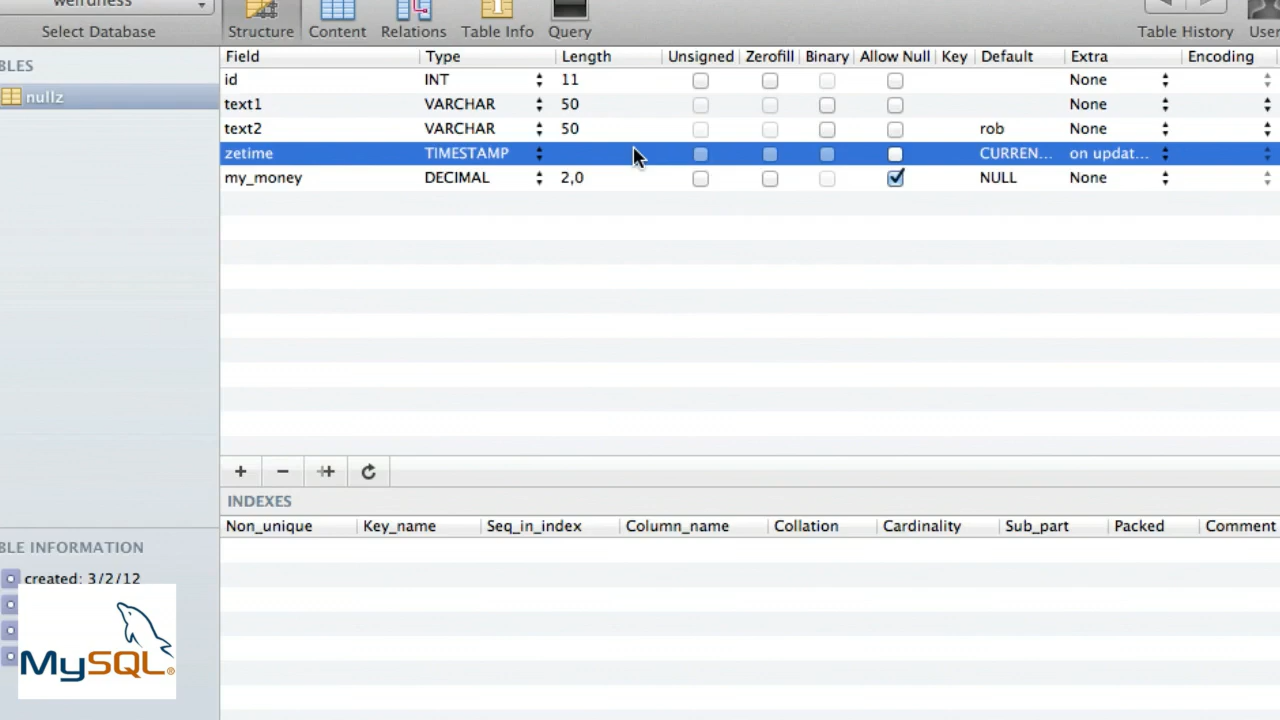 weirdness
Select Database Structure Content Relations Table Info Query Table History User
BLES
nullz
Field Type Length Unsigned Zerofill Binary Allow Null Key Default Extra Encoding
id INT 11 None
text1 VARCHAR 50 None
text2 VARCHAR 50 rob None
zetime TIMESTAMP CURREN... on updat...
my_money DECIMAL 2,0 NULL None
INDEXES
Non_unique Key_name Seq_in_index Column_name Collation Cardinality Sub_part Packed Comment
BLE INFORMATION
created: 3/2/12
MySQL®